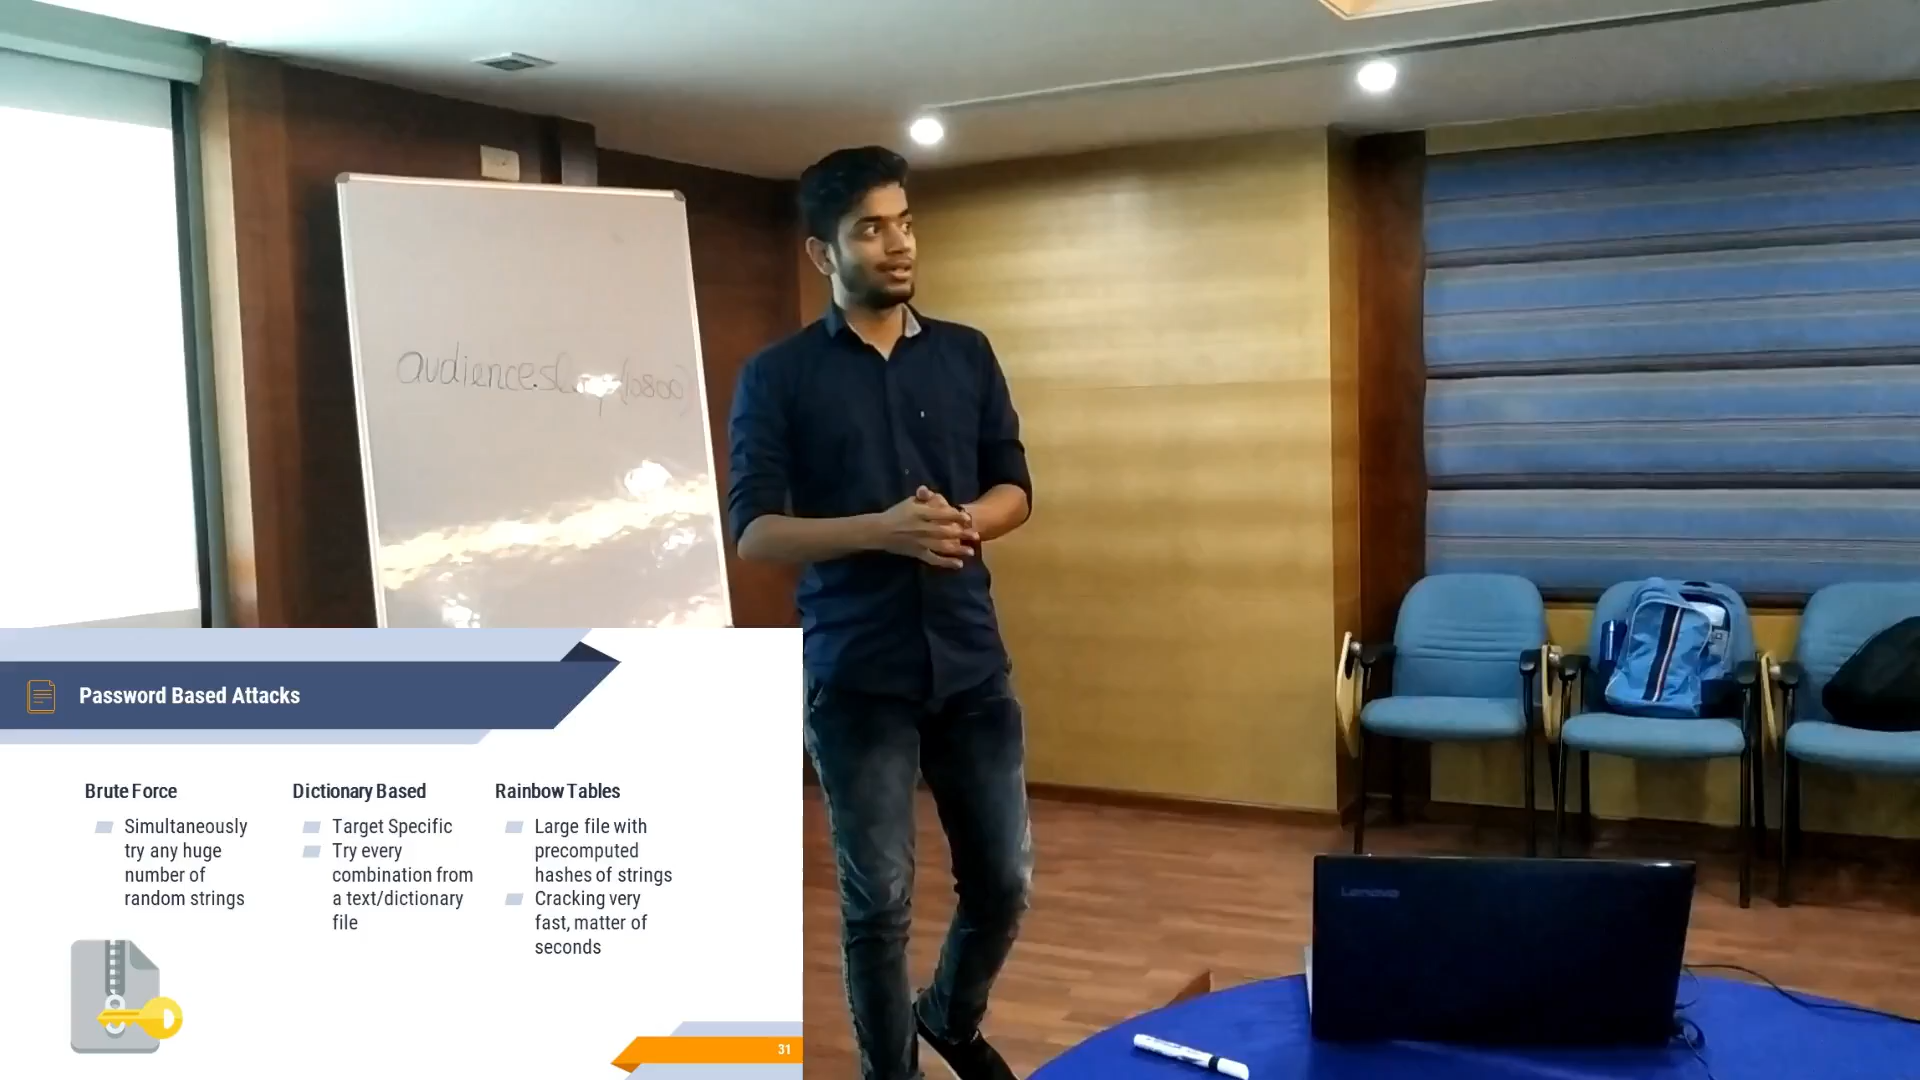 audience.sleep(10800)
Password Based Attacks
Brute Force
Simultaneously
try any huge
number of
random strings
Dictionary Based
Target Specific
Try every
combination from
a text/dictionary
file
Rainbow Tables
Large file with
precomputed
hashes of strings
Cracking very
fast, matter of
seconds
Lenovo
31